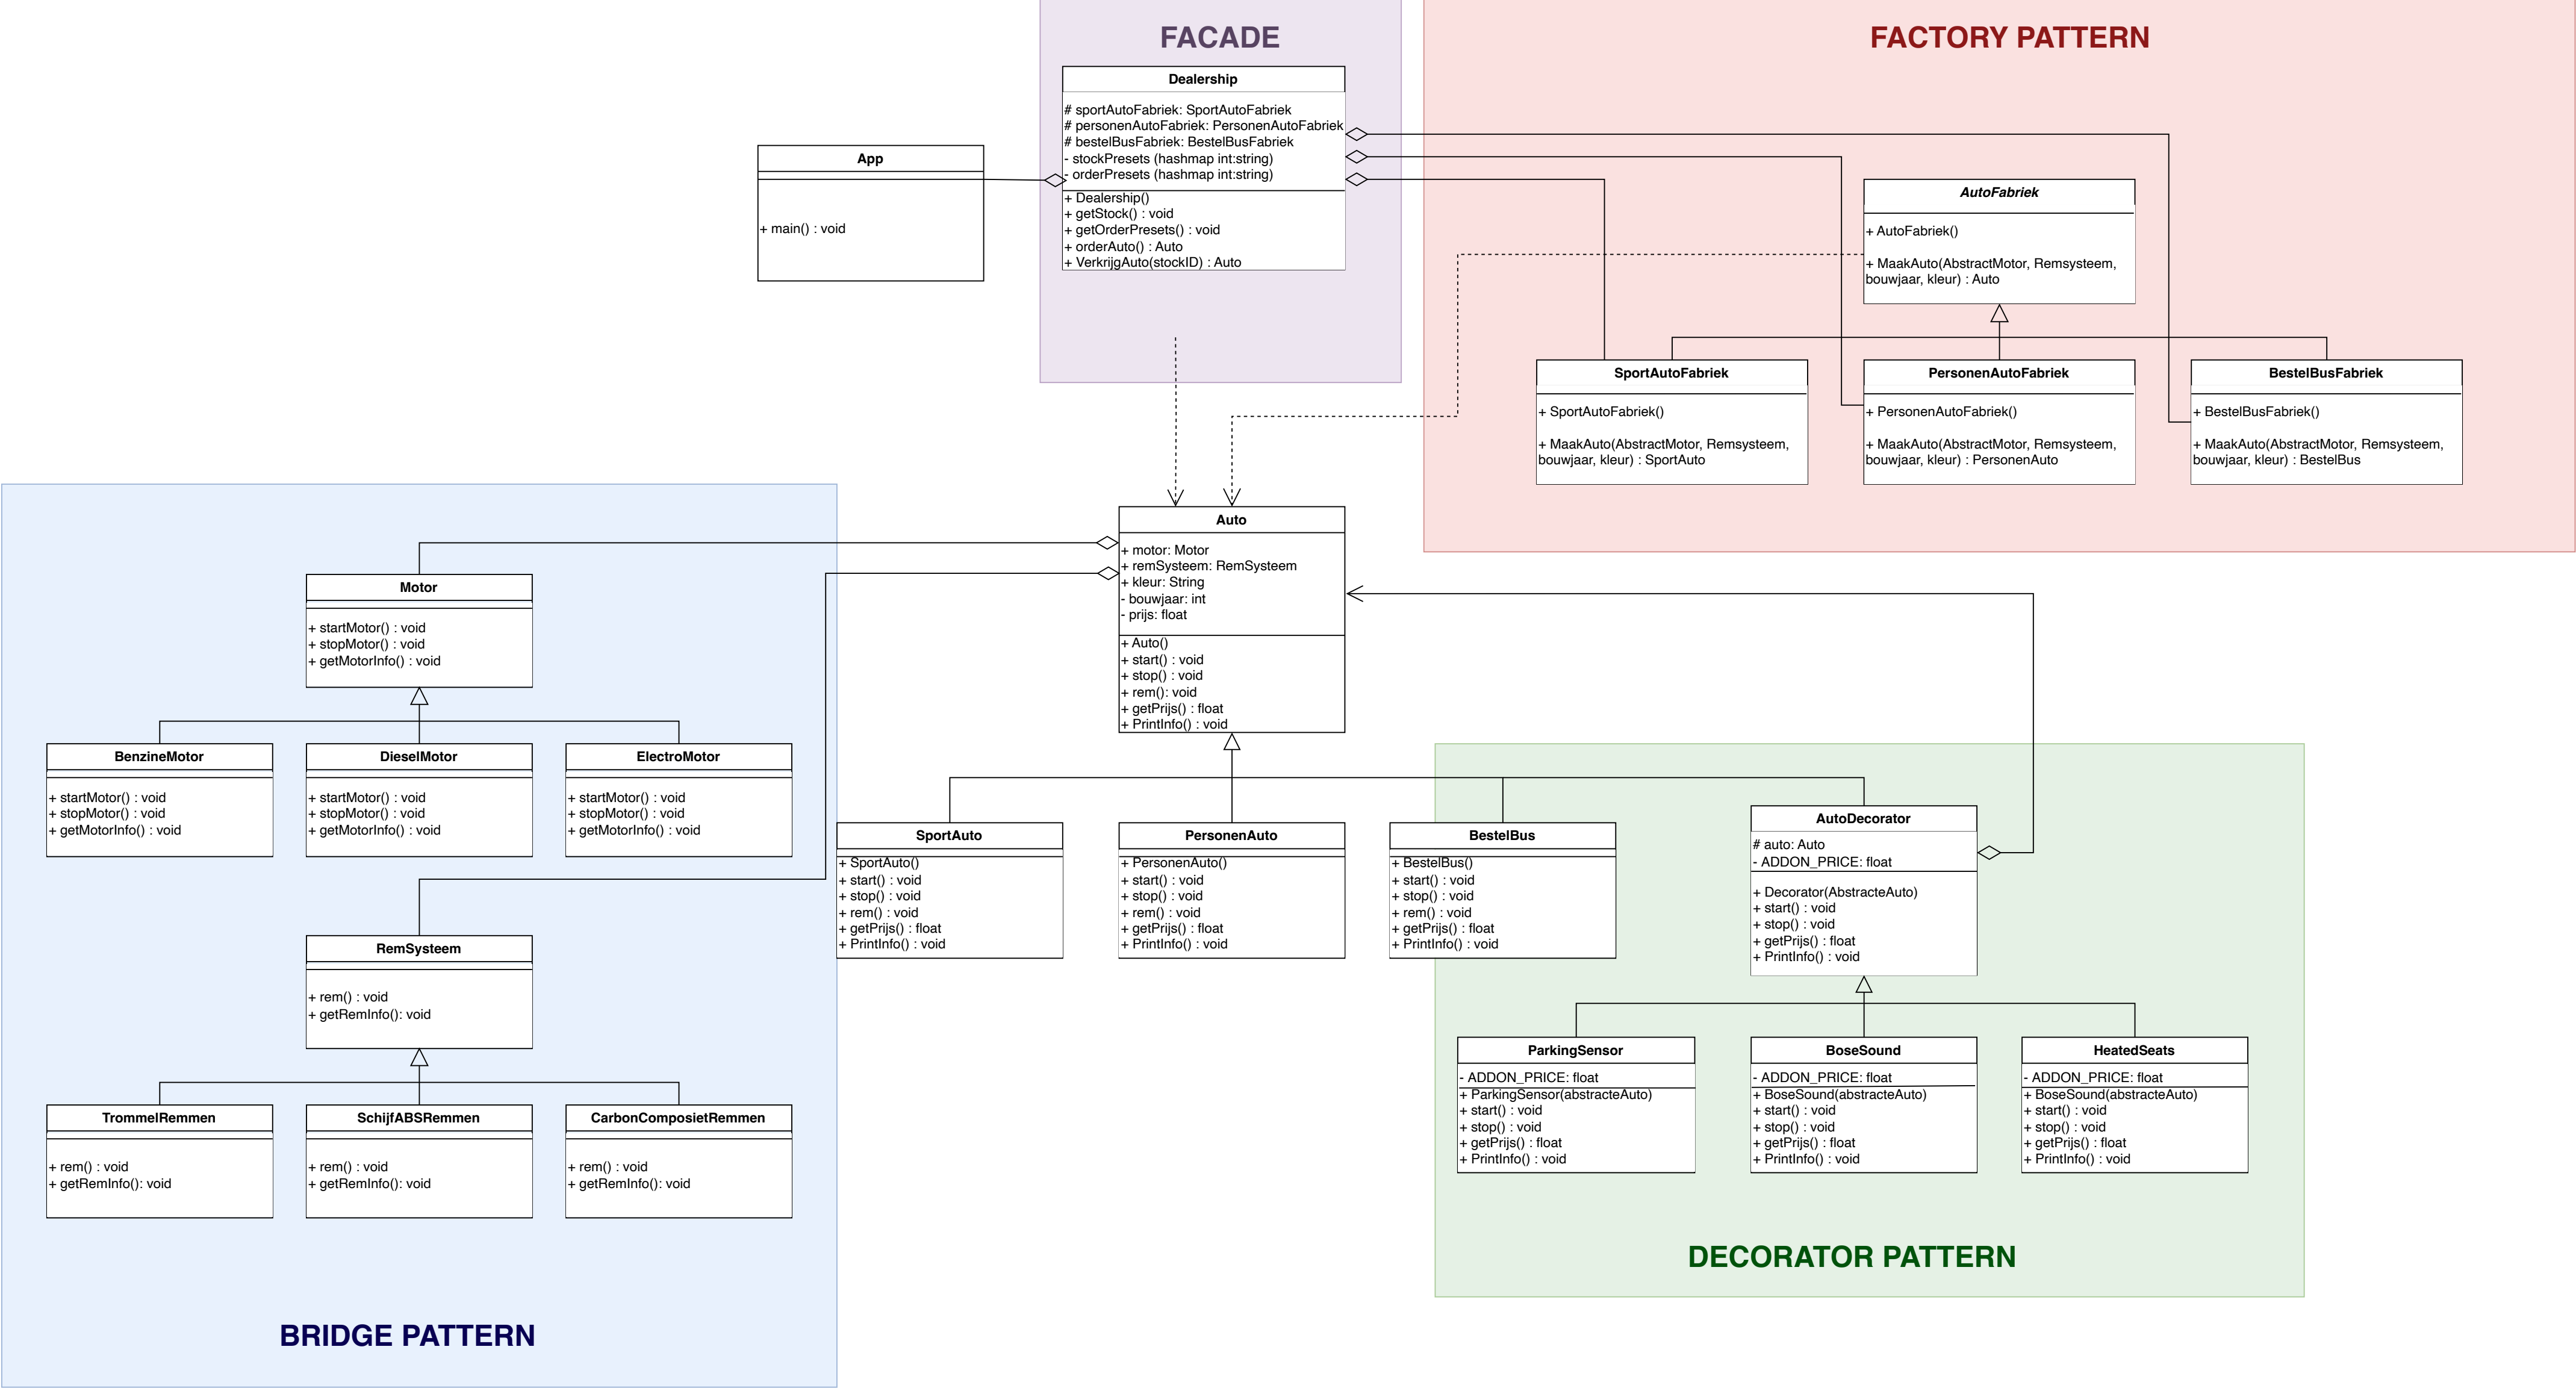 FACADE
Dealership
# sportAutoFabriek: SportAutoFabriek
# personenAutoFabriek: PersonenAutoFabriek
# bestelBusFabriek: BestelBusFabriek
- stockPresets (hashmap int:string)
- orderPresets (hashmap int:string)
+ Dealership()
+ getStock() : void
+ getOrderPresets() : void
+ orderAuto() : Auto
+ VerkrijgAuto(stockID) : Auto
App
+ main() : void
FACTORY PATTERN
AutoFabriek
+ AutoFabriek()
+ MaakAuto(AbstractMotor, Remsysteem,
bouwjaar, kleur) : Auto
SportAutoFabriek
+ SportAutoFabriek()
+ MaakAuto(AbstractMotor, Remsysteem,
bouwjaar, kleur) : SportAuto
PersonenAutoFabriek
+ PersonenAutoFabriek()
+ MaakAuto(AbstractMotor, Remsysteem,
bouwjaar, kleur) : PersonenAuto
BestelBusFabriek
+ BestelBusFabriek()
+ MaakAuto(AbstractMotor, Remsysteem,
bouwjaar, kleur) : BestelBus
Auto
+ motor: Motor
+ remSysteem: RemSysteem
+ kleur: String
- bouwjaar: int
- prijs: float
+ Auto()
+ start() : void
+ stop() : void
+ rem(): void
+ getPrijs() : float
+ PrintInfo() : void
Motor
+ startMotor() : void
+ stopMotor() : void
+ getMotorInfo() : void
BenzineMotor
+ startMotor() : void
+ stopMotor() : void
+ getMotorInfo() : void
DieselMotor
+ startMotor() : void
+ stopMotor() : void
+ getMotorInfo() : void
ElectroMotor
+ startMotor() : void
+ stopMotor() : void
+ getMotorInfo() : void
SportAuto
+ SportAuto()
+ start() : void
+ stop() : void
+ rem() : void
+ getPrijs() : float
+ PrintInfo() : void
PersonenAuto
+ PersonenAuto()
+ start() : void
+ stop() : void
+ rem() : void
+ getPrijs() : float
+ PrintInfo() : void
BestelBus
+ BestelBus()
+ start() : void
+ stop() : void
+ rem() : void
+ getPrijs() : float
+ PrintInfo() : void
AutoDecorator
# auto: Auto
- ADDON_PRICE: float
+ Decorator(AbstracteAuto)
+ start() : void
+ stop() : void
+ getPrijs() : float
+ PrintInfo() : void
RemSysteem
+ rem() : void
+ getRemInfo(): void
TrommelRemmen
+ rem() : void
+ getRemInfo(): void
SchijfABSRemmen
+ rem() : void
+ getRemInfo(): void
CarbonComposietRemmen
+ rem() : void
+ getRemInfo(): void
ParkingSensor
- ADDON_PRICE: float
+ ParkingSensor(abstracteAuto)
+ start() : void
+ stop() : void
+ getPrijs() : float
+ PrintInfo() : void
BoseSound
- ADDON_PRICE: float
+ BoseSound(abstracteAuto)
+ start() : void
+ stop() : void
+ getPrijs() : float
+ PrintInfo() : void
HeatedSeats
- ADDON_PRICE: float
+ BoseSound(abstracteAuto)
+ start() : void
+ stop() : void
+ getPrijs() : float
+ PrintInfo() : void
DECORATOR PATTERN
BRIDGE PATTERN